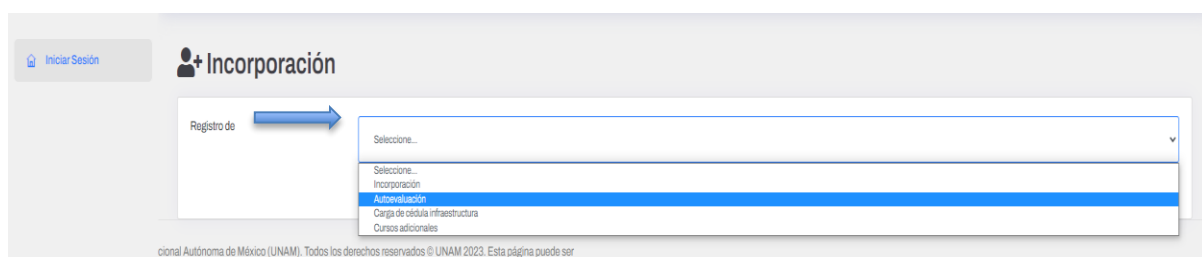 Iniciar Sesión
Incorporación
Registro de
Seleccione...
Seleccione...
Incorporación
Autoevaluación
Carga de cédula infraestructura
Cursos adicionales
cional Autónoma de México (UNAM). Todos los derechos reservados © UNAM 2023. Esta página puede ser